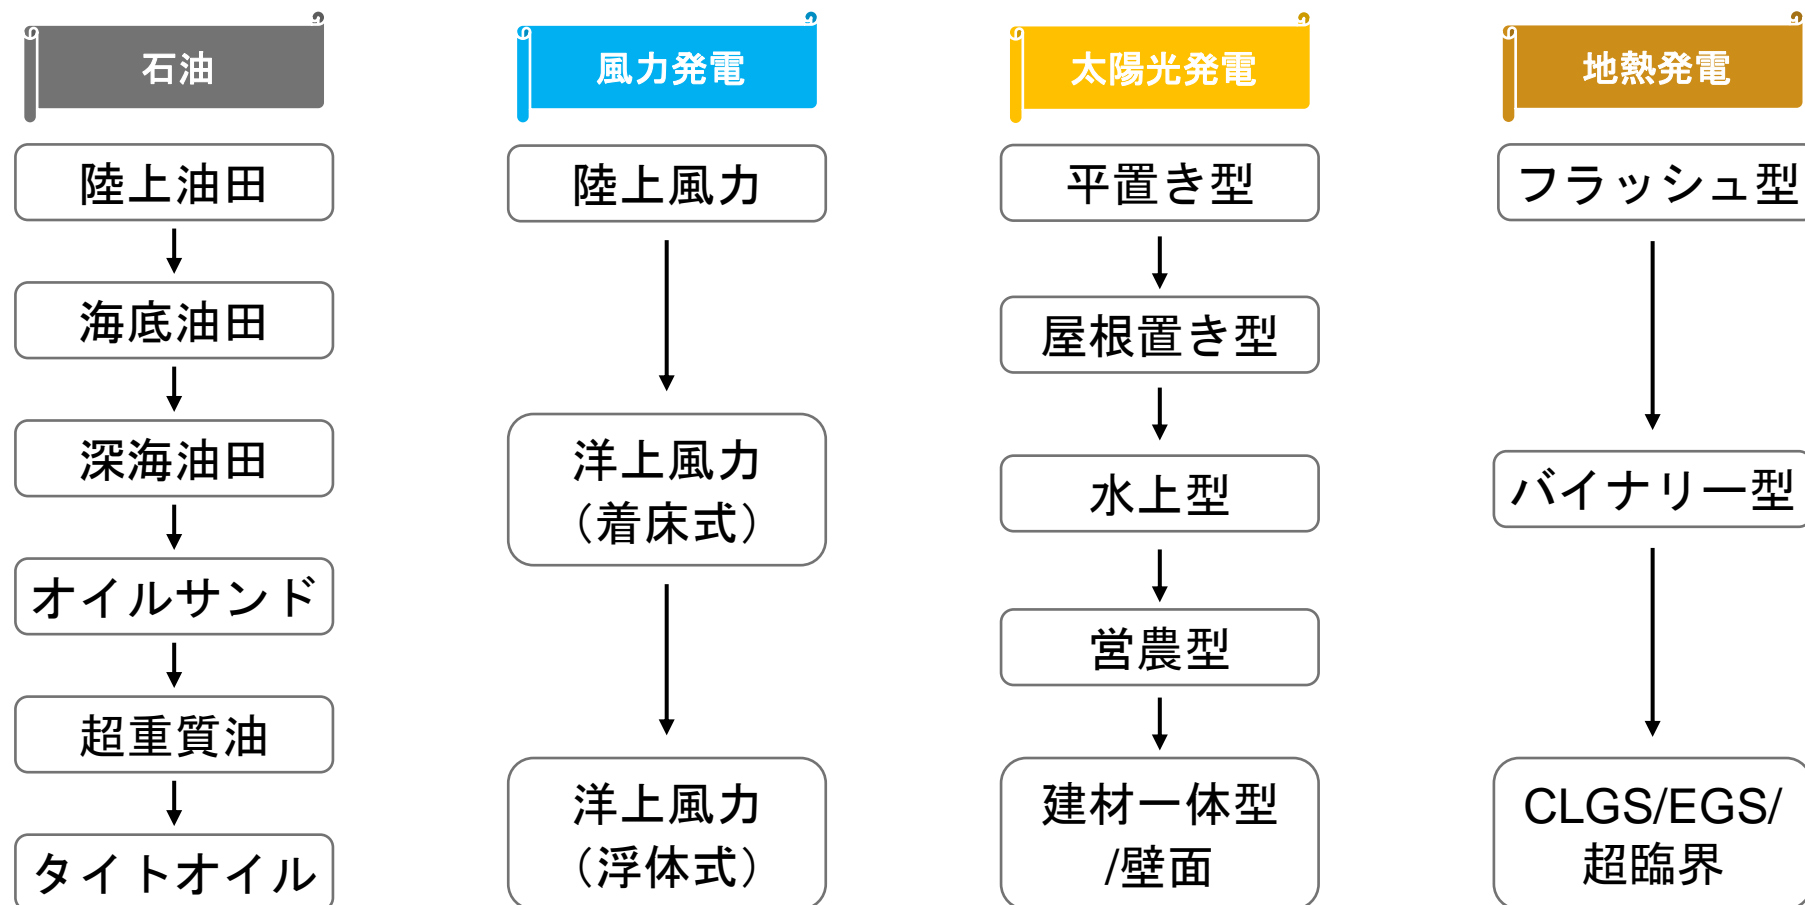 石油
陸上油田
海底油田
深海油田
オイルサンド
超重質油
タイトオイル
風力発電
陸上風力
洋上風力
（着床式）
洋上風力
（浮体式）
太陽光発電
平置き型
屋根置き型
水上型
営農型
建材一体型
/壁面
地熱発電
フラッシュ型
バイナリー型
CLGS/EGS/
超臨界